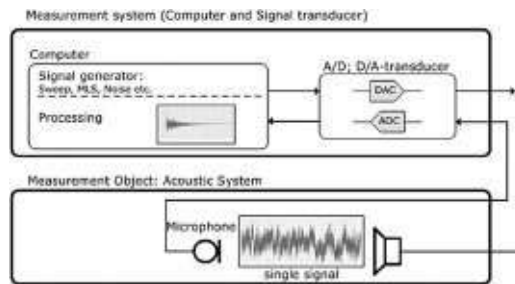 Measurement system (Computer and Signal transducer)
Computer
Signal generator:
Sweep, MLS, Noise etc.
Processing
A/D; D/A-transducer
DAC
ADC
Measurement Object: Acoustic System
Microphone
single signal